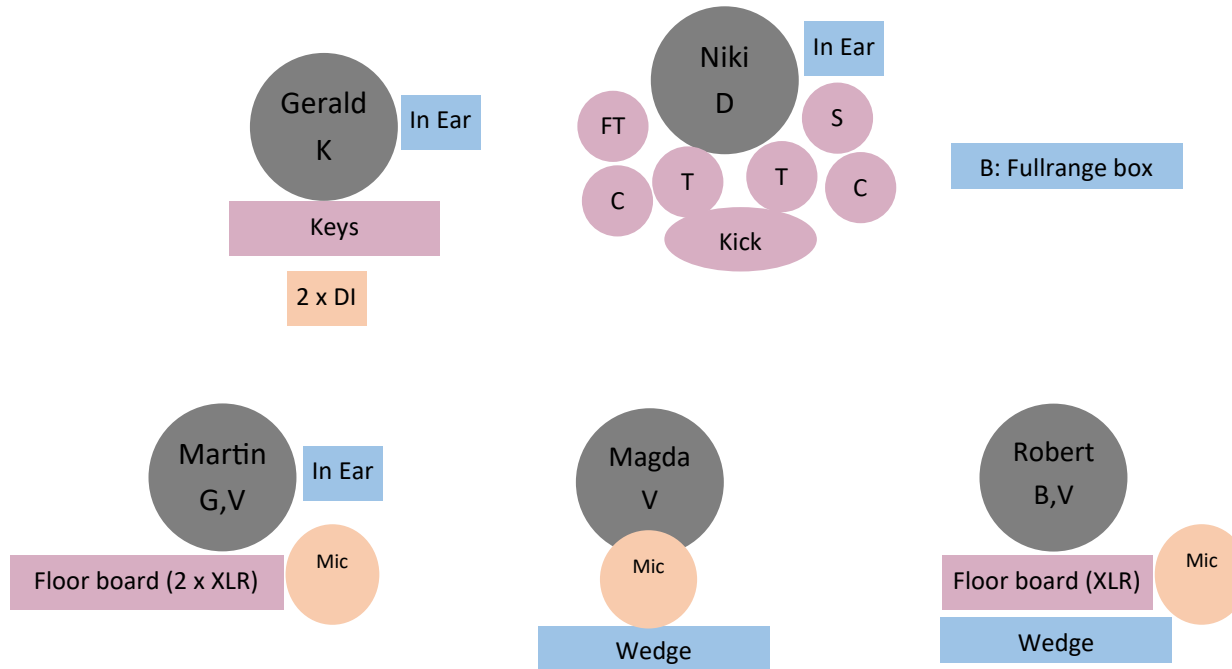 Gerald
K
In Ear
Keys
2 x DI
Niki
D
In Ear
FT
S
C
T
T
C
Kick
B: Fullrange box
Martin
G,V
In Ear
Mic
Floor board (2 x XLR)
Magda
V
Mic
Wedge
Robert
B,V
Mic
Floor board (XLR)
Wedge